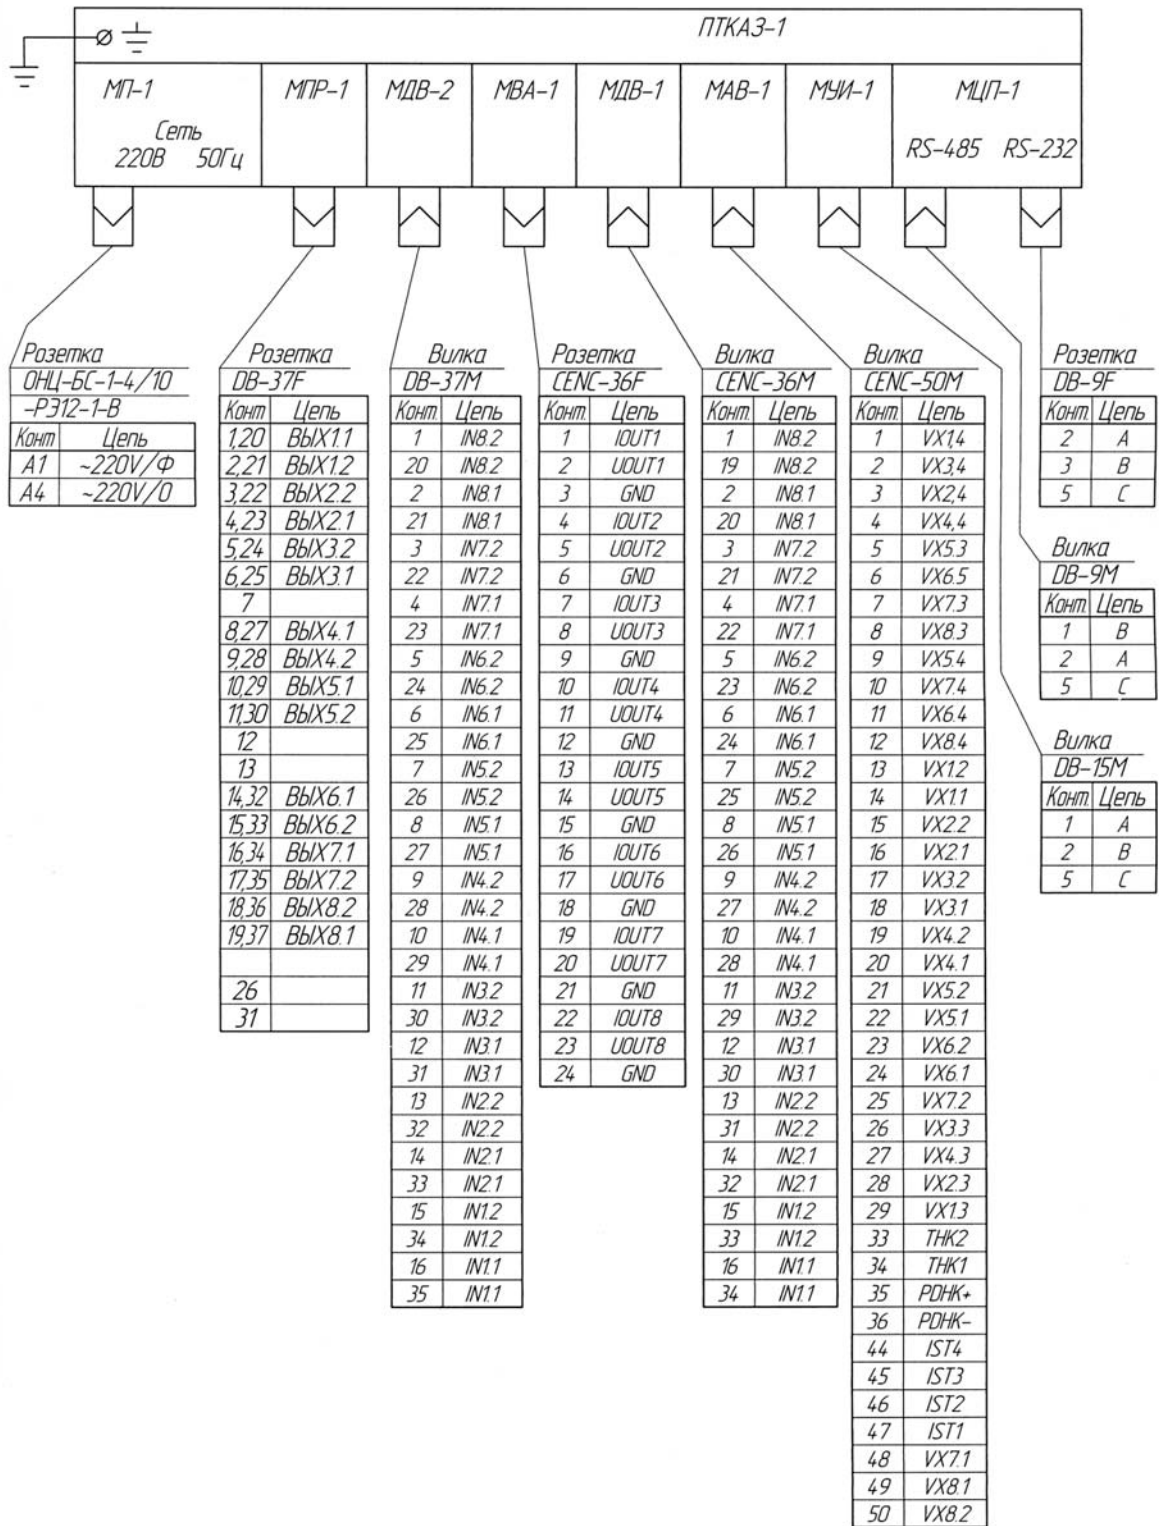 ПТКАЗ-1
МП-1
Сеть
220В 50Гц
МПР-1
МДВ-2
МВА-1
МДВ-1
МАВ-1
МУИ-1
МЦП-1
RS-485 RS-232
Розетка
ОНЦ-БС-1-4/10
-РЭ12-1-В
Конт Цепь
А1 ~220V/Ф
А4 ~220V/0
Розетка
DB-37F
Конт Цепь
1,20 ВЫХ1.1
2,21 ВЫХ1.2
3,22 ВЫХ2.2
4,23 ВЫХ2.1
5,24 ВЫХ3.2
6,25 ВЫХ3.1
7
8,27 ВЫХ4.1
9,28 ВЫХ4.2
10,29 ВЫХ5.1
11,30 ВЫХ5.2
12
13
14,32 ВЫХ6.1
15,33 ВЫХ6.2
16,34 ВЫХ7.1
17,35 ВЫХ7.2
18,36 ВЫХ8.2
19,37 ВЫХ8.1
26
31
Вилка
DB-37M
Конт. Цепь
1 IN8.2
20 IN8.2
2 IN8.1
21 IN8.1
3 IN7.2
22 IN7.2
4 IN7.1
23 IN7.1
5 IN6.2
24 IN6.2
6 IN6.1
25 IN6.1
7 IN5.2
26 IN5.2
8 IN5.1
27 IN5.1
9 IN4.2
28 IN4.2
10 IN4.1
29 IN4.1
11 IN3.2
30 IN3.2
12 IN3.1
31 IN3.1
13 IN2.2
32 IN2.2
14 IN2.1
33 IN2.1
15 IN1.2
34 IN1.2
16 IN1.1
35 IN1.1
Розетка
CENC-36F
Конт. Цепь
1 IOUT1
2 UOUT1
3 GND
4 IOUT2
5 UOUT2
6 GND
7 IOUT3
8 UOUT3
9 GND
10 IOUT4
11 UOUT4
12 GND
13 IOUT5
14 UOUT5
15 GND
16 IOUT6
17 UOUT6
18 GND
19 IOUT7
20 UOUT7
21 GND
22 IOUT8
23 UOUT8
24 GND
Вилка
CENC-36M
Конт. Цепь
1 IN8.2
19 IN8.2
2 IN8.1
20 IN8.1
3 IN7.2
21 IN7.2
4 IN7.1
22 IN7.1
5 IN6.2
23 IN6.2
6 IN6.1
24 IN6.1
7 IN5.2
25 IN5.2
8 IN5.1
26 IN5.1
9 IN4.2
27 IN4.2
10 IN4.1
28 IN4.1
11 IN3.2
29 IN3.2
12 IN3.1
30 IN3.1
13 IN2.2
31 IN2.2
14 IN2.1
32 IN2.1
15 IN1.2
33 IN1.2
16 IN1.1
34 IN1.1
Вилка
CENC-50M
Конт. Цепь
1 VX1,4
2 VX3,4
3 VX2,4
4 VX4,4
5 VX5.3
6 VX6.5
7 VX7.3
8 VX8.3
9 VX5.4
10 VX7.4
11 VX6.4
12 VX8.4
13 VX1.2
14 VX1.1
15 VX2.2
16 VX2.1
17 VX3.2
18 VX3.1
19 VX4.2
20 VX4.1
21 VX5.2
22 VX5.1
23 VX6.2
24 VX6.1
25 VX7.2
26 VX3.3
27 VX4.3
28 VX2.3
29 VX1.3
33 THK2
34 THK1
35 PDHK+
36 PDHK-
44 IST4
45 IST3
46 IST2
47 IST1
48 VX7.1
49 VX8.1
50 VX8.2
Розетка
DB-9F
Конт. Цепь
2 A
3 B
5 C
Вилка
DB-9M
Конт. Цепь
1 B
2 A
5 C
Вилка
DB-15M
Конт. Цепь
1 A
2 B
5 C